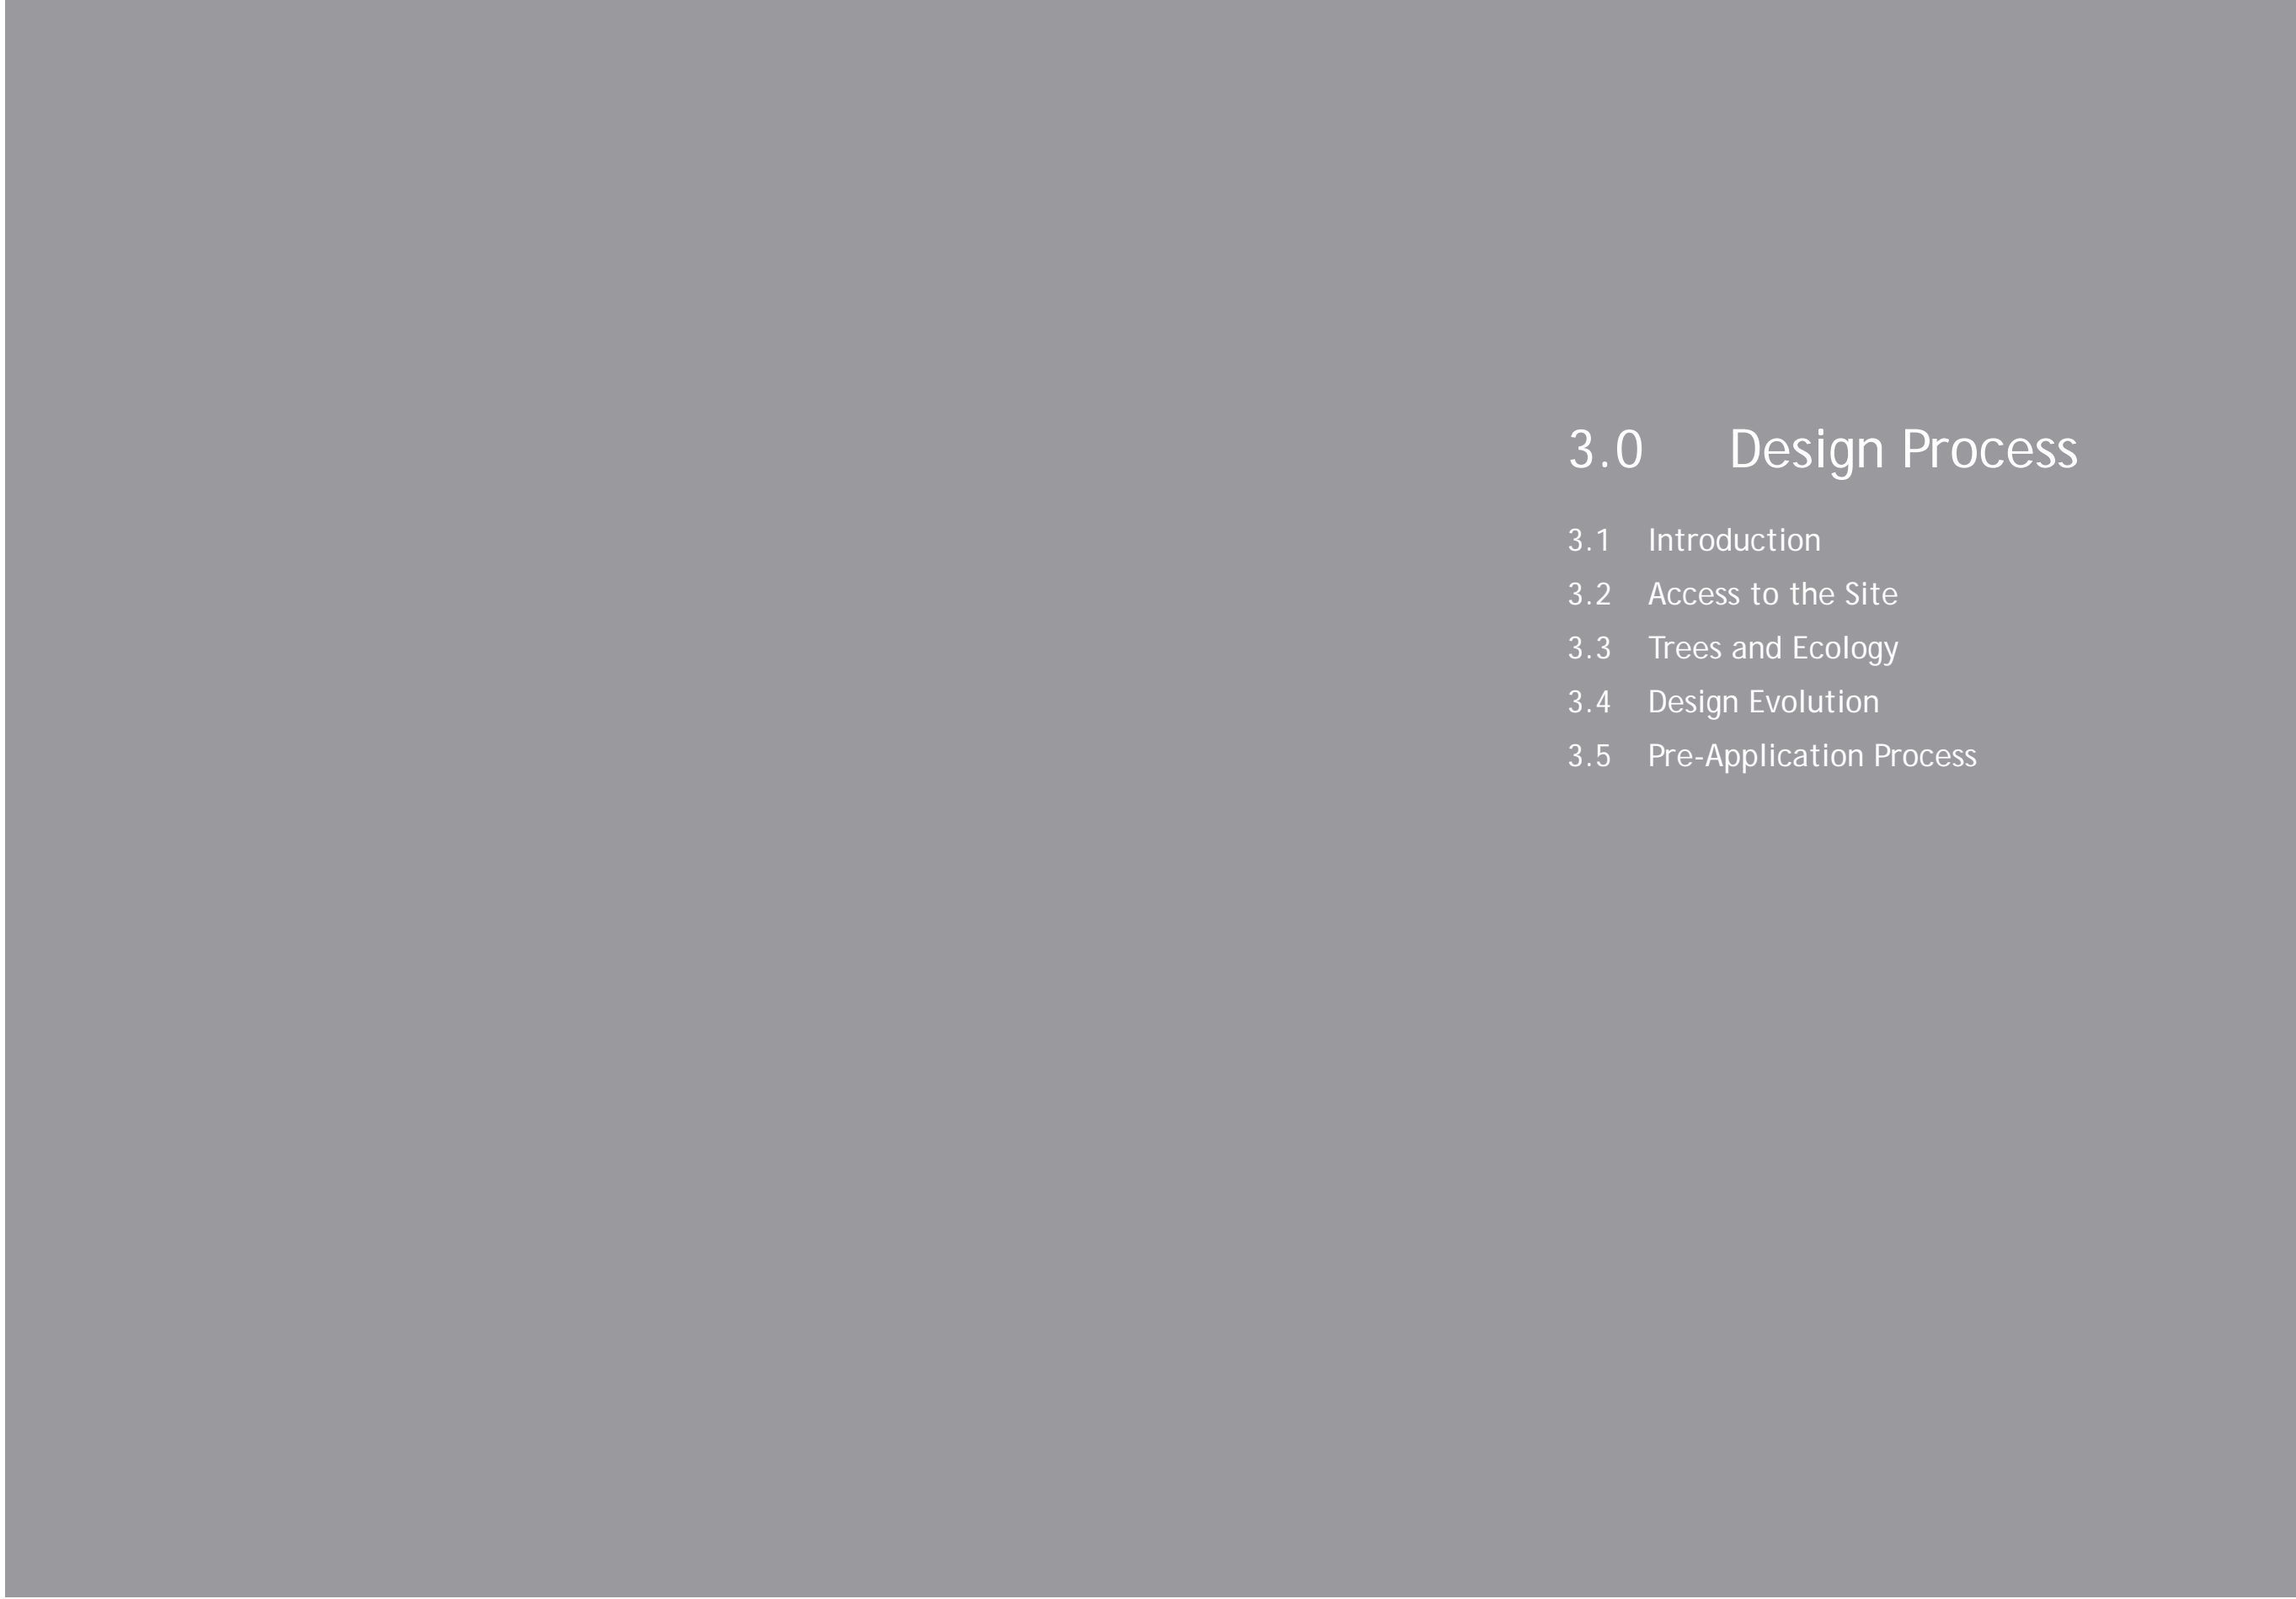 3.0 Design Process
3.1 Introduction
3.2 Access to the Site
3.3 Trees and Ecology
3.4 Design Evolution
3.5 Pre-Application Process